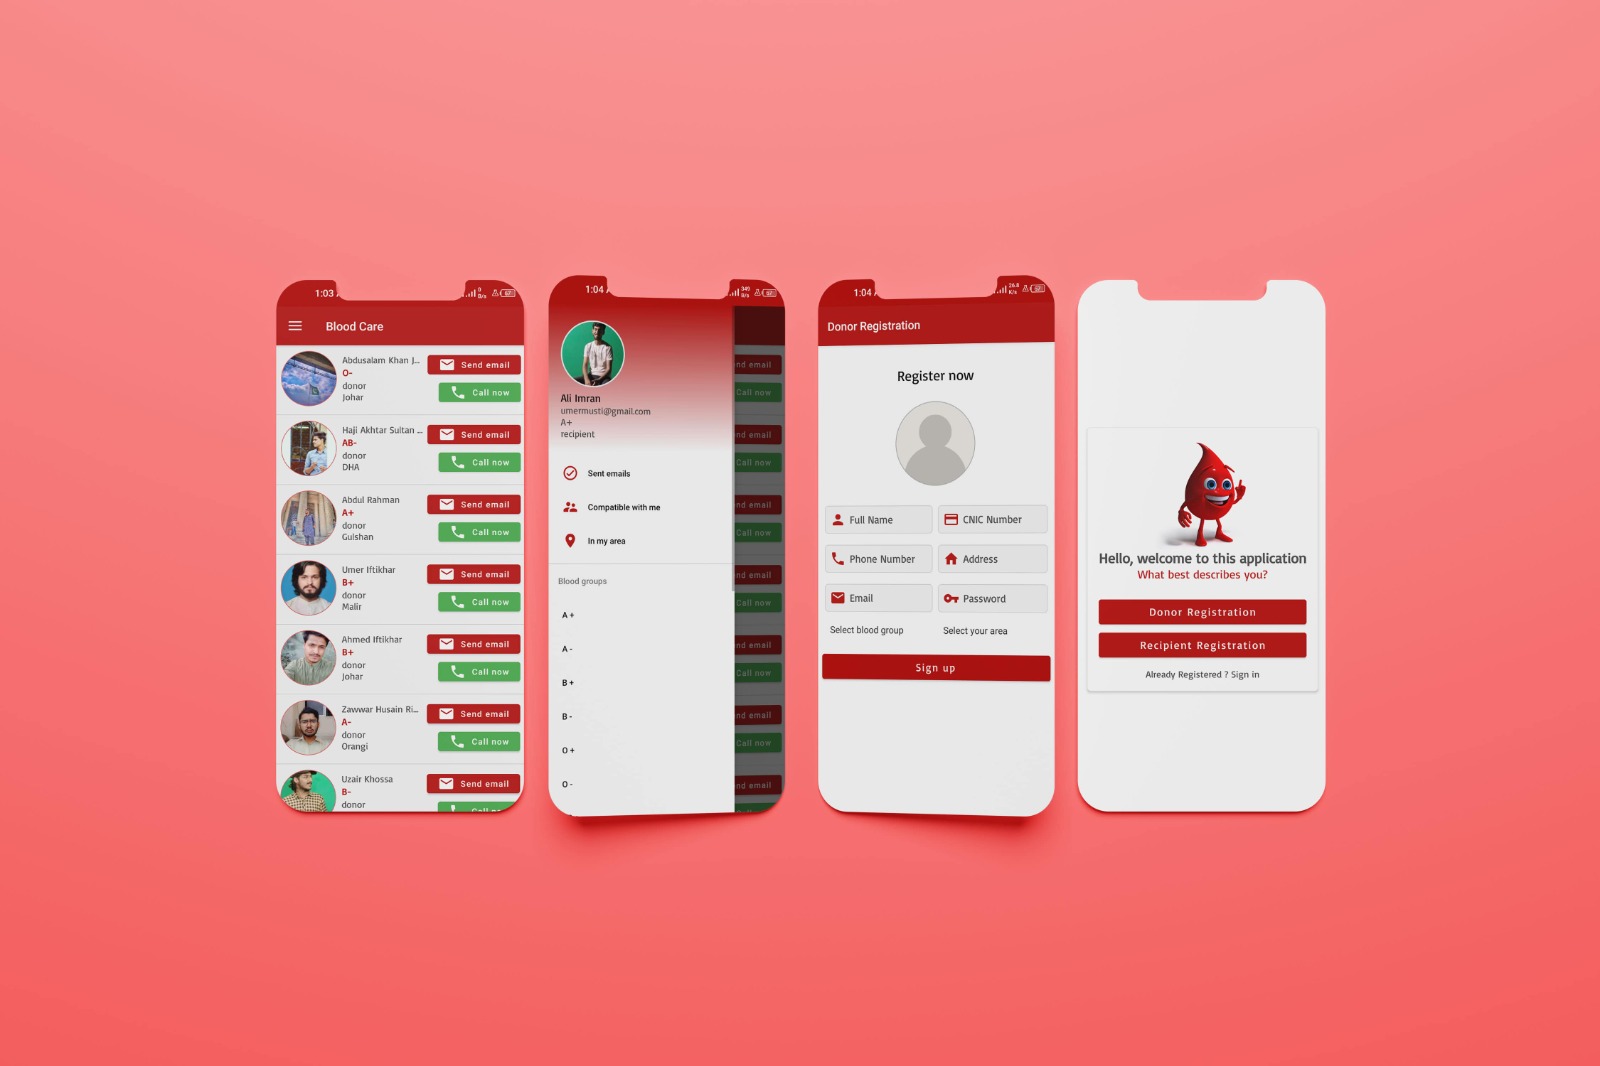 1:03
9
B/s
Blood Care
Abdusalam Khan J...
O-
donor
Johar
Send email
Call now
Haji Akhtar Sultan ...
AB-
donor
DHA
Send email
Call now
Abdul Rahman
A+
donor
Gulshan
Send email
Call now
Umer Iftikhar
B+
donor
Malir
Send email
Call now
Ahmed Iftikhar
B+
donor
Johar
Send email
Call now
Zawwar Husain Ri...
A-
donor
Orangi
Send email
Call now
Uzair Khossa
B-
donor
Send email
1:04
349
B/s
Ali Imran
umermusti@gmail.com
A+
recipient
Sent emails
Compatible with me
In my area
Blood groups
A +
A -
B +
B -
O +
O -
nd email
Call now
nd email
Call now
nd email
Call now
nd email
Call now
nd email
Call now
nd email
Call now
nd email
1:04
26.8
K/s
Donor Registration
Register now
Full Name
CNIC Number
Phone Number
Address
Email
Password
Select blood group
Select your area
Sign up
Hello, welcome to this application
What best describes you?
Donor Registration
Recipient Registration
Already Registered ? Sign in